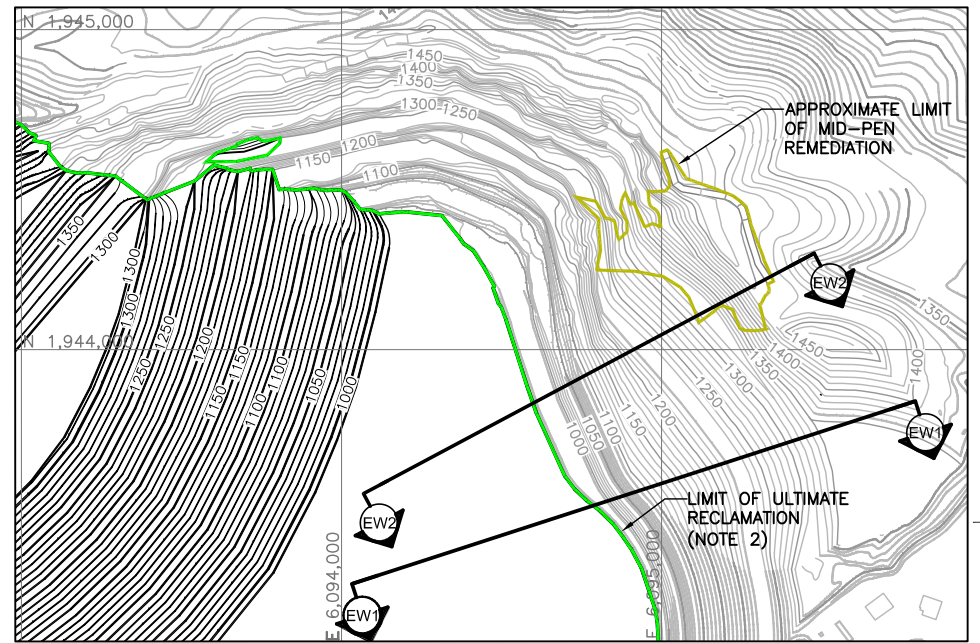 N 1,945,000
1450
1400
1350
1300
1250
1200
1150
1100
APPROXIMATE LIMIT
OF MID-PEN
REMEDIATION
1350
1300
1300
1250
1200
1150
1100
1050
1000
EW2
1350
N 1,944,000
1250
1200
1150
1100
1450
1400
1350
1300
1250
1200
1150
1100
1050
1000
1400
EW1
LIMIT OF ULTIMATE
RECLAMATION
(NOTE 2)
EW2
EW1
E 6,094,000
E 6,095,000